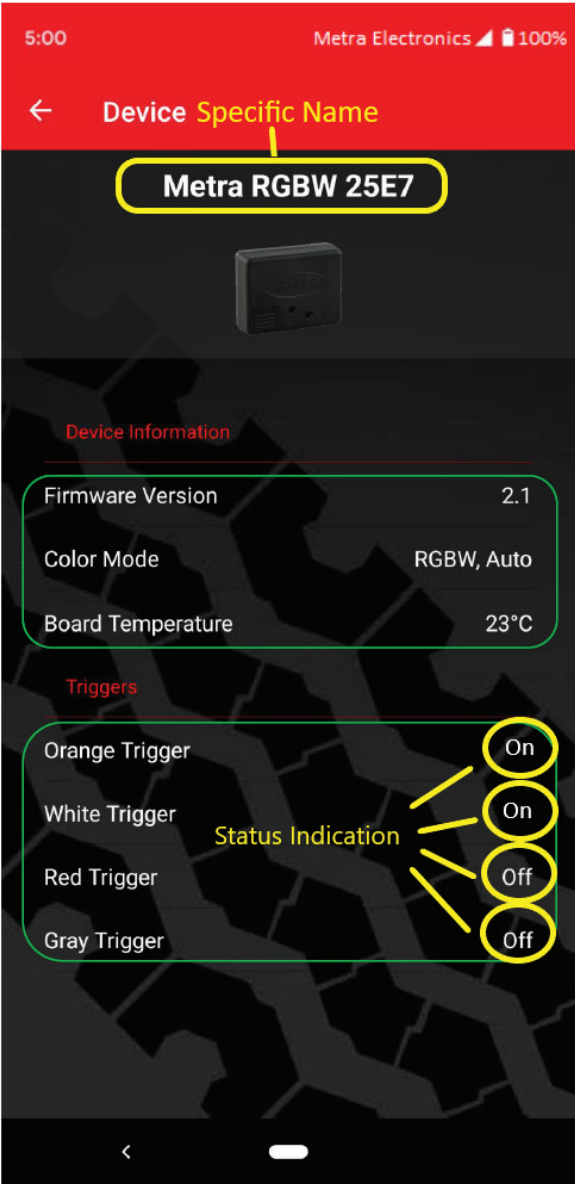 5:00 Metra Electronics 100%
Device Specific Name
Metra RGBW 25E7
Device Information
Firmware Version 2.1
Color Mode RGBW, Auto
Board Temperature 23°C
Triggers
Orange Trigger On
White Trigger On
Status Indication
Red Trigger Off
Gray Trigger Off